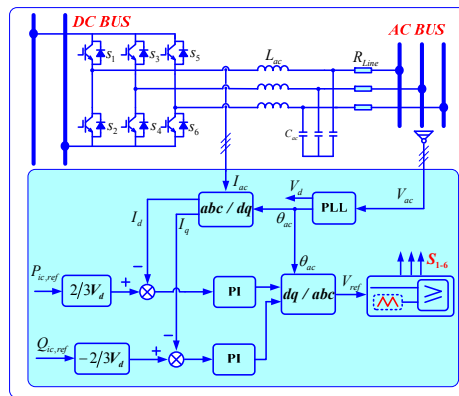 DC BUS
AC BUS
S1 S3 S5
Lac
RLine
S2 S4 S6
Cac
Iac
Vd
Vac
abc / dq
PLL
Id
Iq
θac
θac
S1-6
Pic,ref
2/3Vd
− + PI
dq / abc
Vref
≥
Qic,ref
−2/3Vd
− + PI